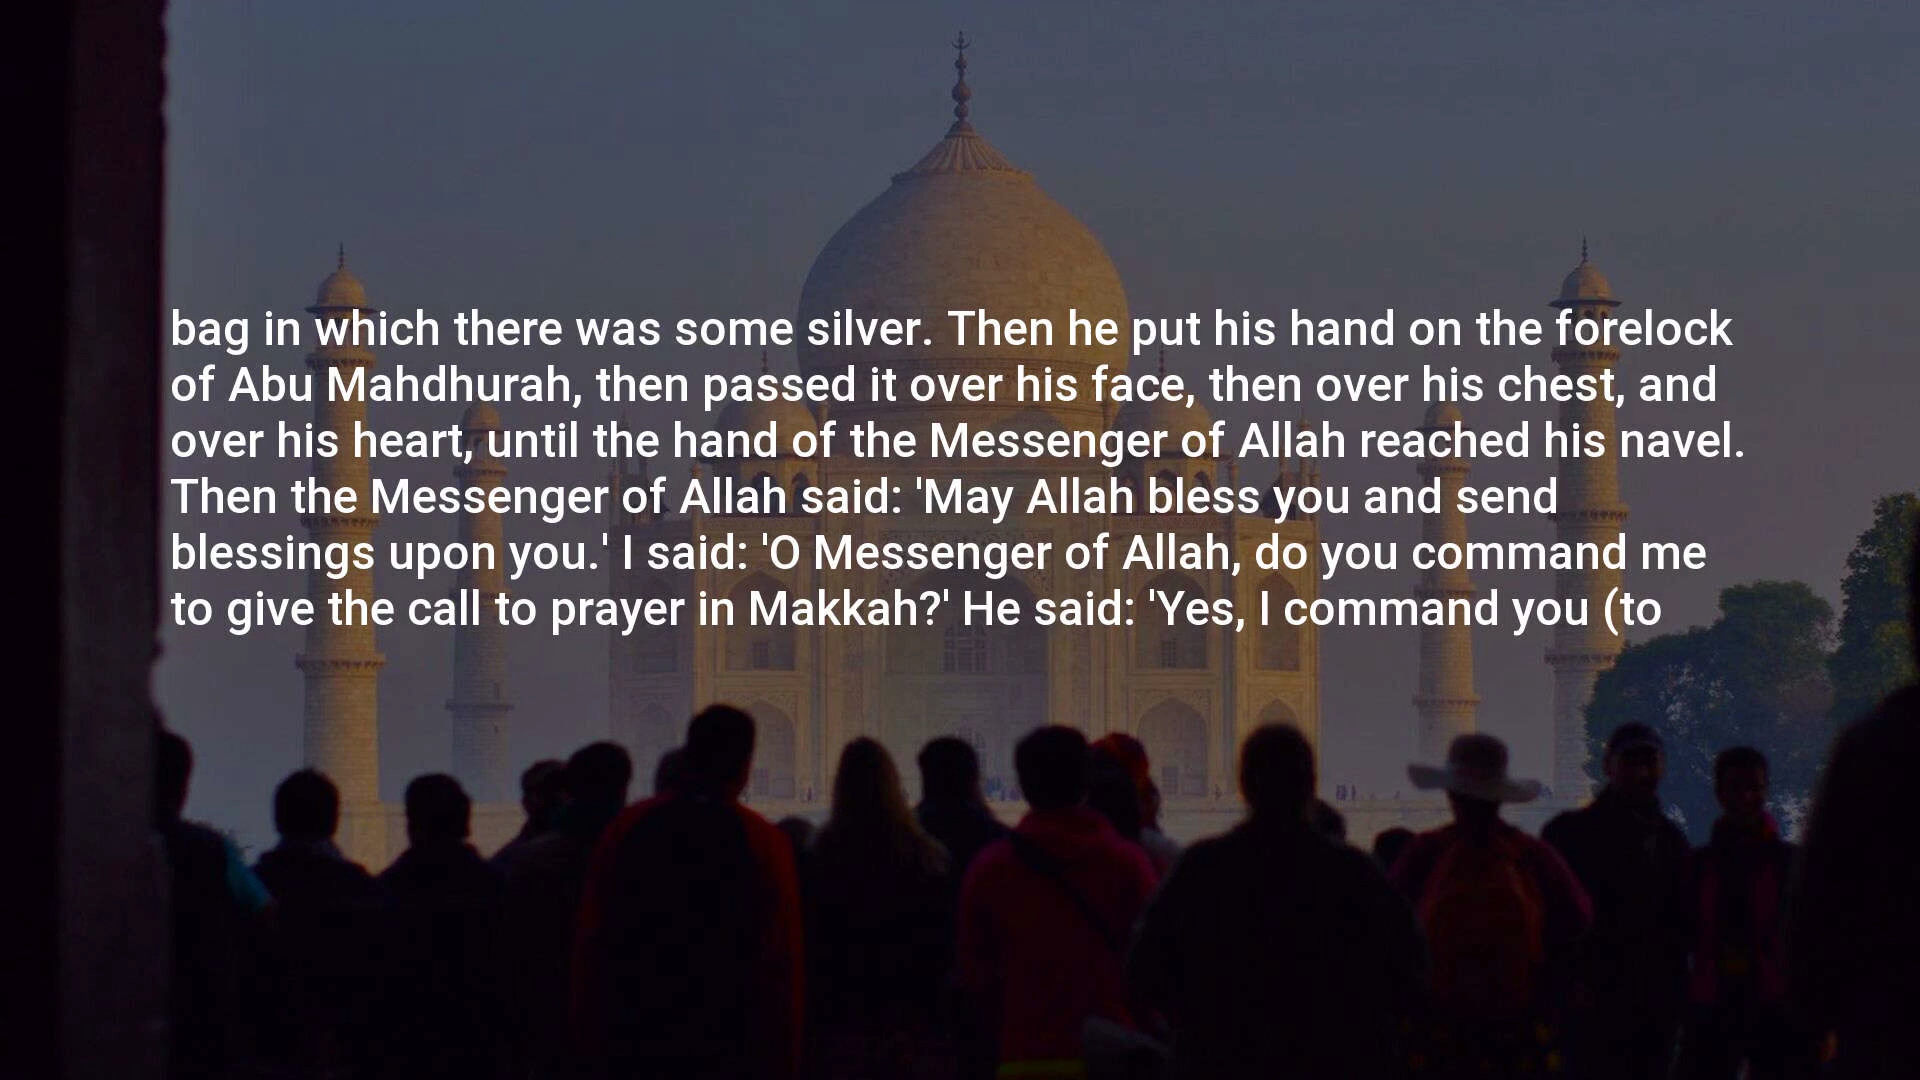 bag in which there was some silver. Then he put his hand on the forelock
of Abu Mahdhurah, then passed it over his face, then over his chest, and
over his heart, until the hand of the Messenger of Allah reached his navel.
Then the Messenger of Allah said: 'May Allah bless you and send
blessings upon you.' I said: 'O Messenger of Allah, do you command me
to give the call to prayer in Makkah?' He said: 'Yes, I command you (to